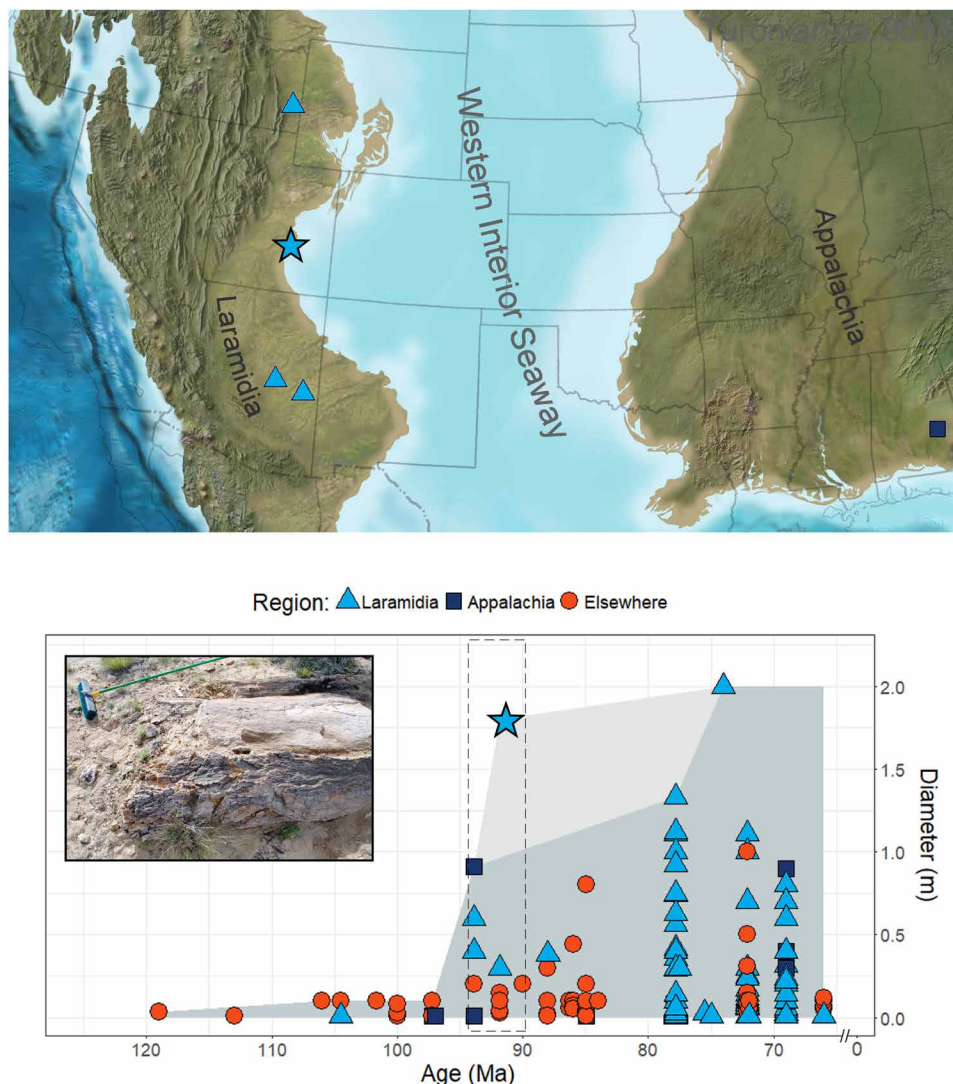 Western Interior Seaway
Laramidia
Appalachia
Region: Laramidia Appalachia Elsewhere
2.0
1.5
1.0
0.5
0.0
Diameter (m)
120 110 100 90 80 70 0
Age (Ma)